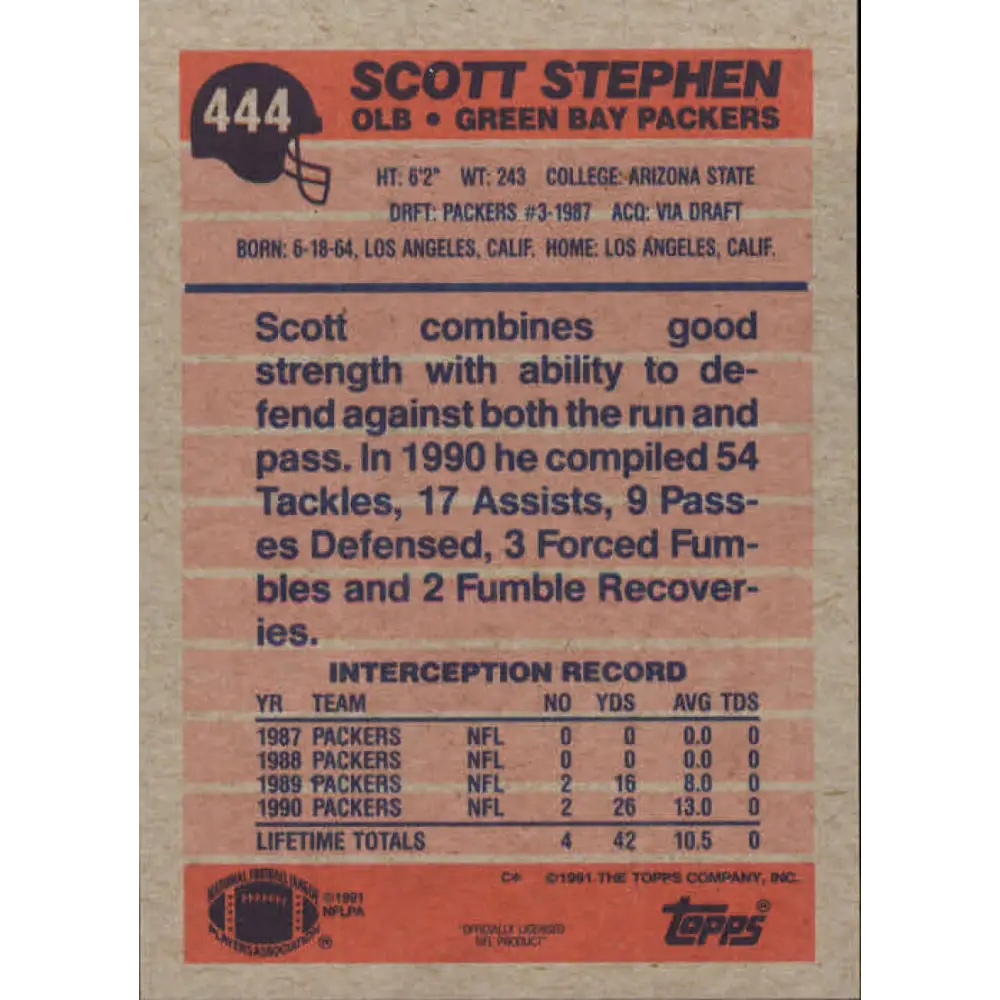 444
SCOTT STEPHEN
OLB • GREEN BAY PACKERS
HT: 6'2" WT: 243 COLLEGE: ARIZONA STATE
DRFT: PACKERS #3-1987 ACQ: VIA DRAFT
BORN: 6-18-64, LOS ANGELES, CALIF. HOME: LOS ANGELES, CALIF.
Scott combines good
strength with ability to de-
fend against both the run and
pass. In 1990 he compiled 54
Tackles, 17 Assists, 9 Pass-
es Defensed, 3 Forced Fum-
bles and 2 Fumble Recover-
ies.
INTERCEPTION RECORD
YR TEAM NO YDS AVG TDS
1987 PACKERS NFL 0 0 0.0 0
1988 PACKERS NFL 0 0 0.0 0
1989 PACKERS NFL 2 16 8.0 0
1990 PACKERS NFL 2 26 13.0 0
LIFETIME TOTALS 4 42 10.5 0
NATIONAL FOOTBALL LEAGUE
PLAYERS ASSOCIATION ®
©1991
NFLPA
C* ©1991 THE TOPPS COMPANY, INC.
"OFFICIALLY LICENSED
NFL PRODUCT"
topps®